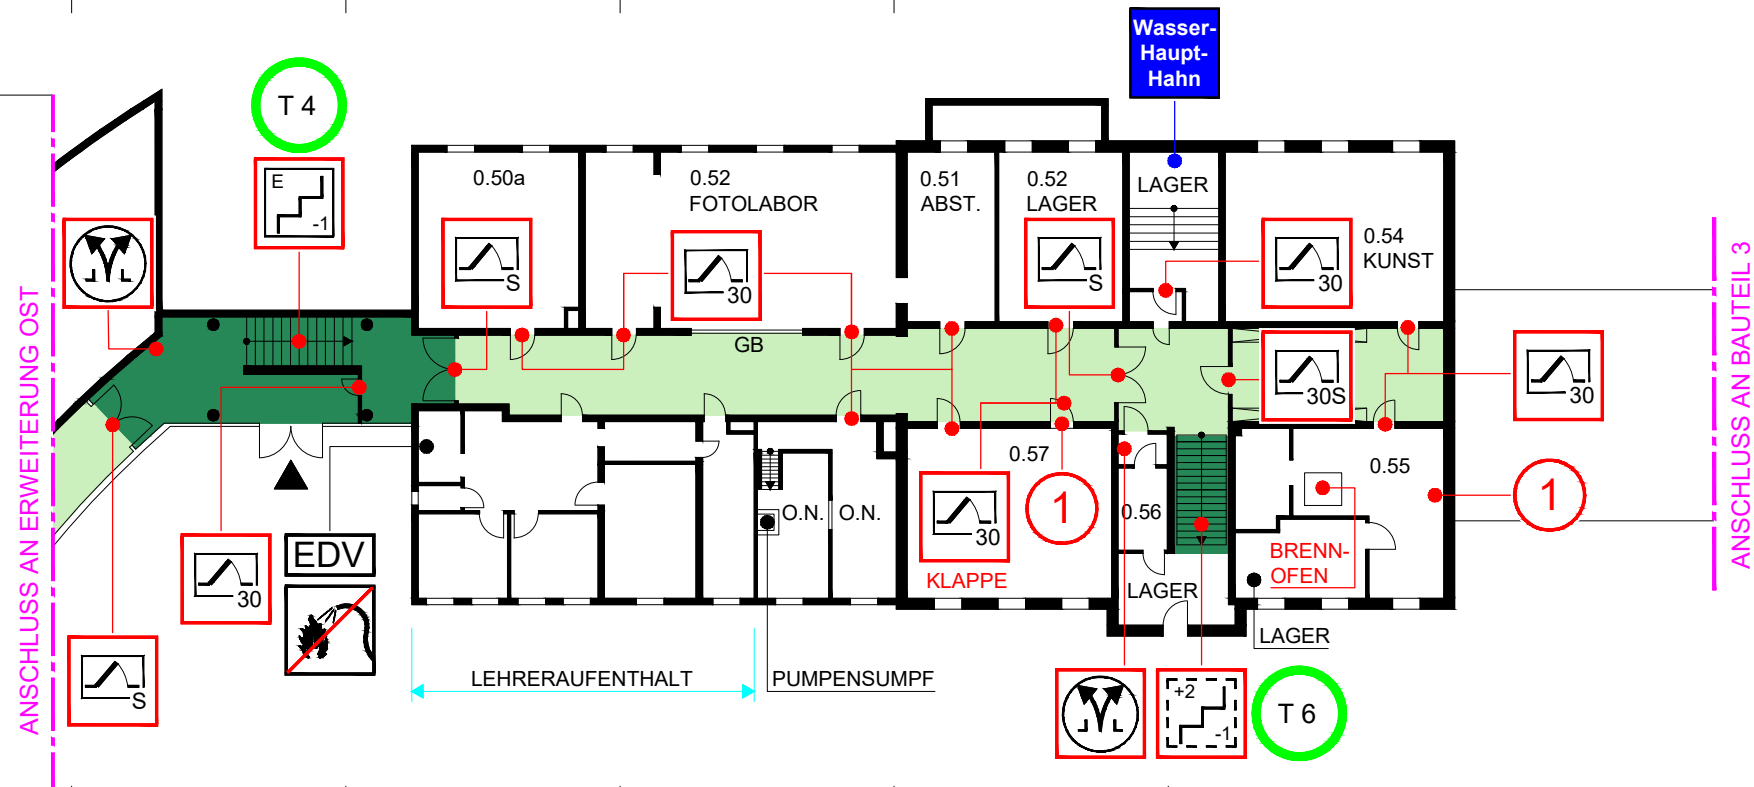 Wasser-
Haupt-
Hahn
T 4
E
-1
0.50a
0.52
FOTOLABOR
0.51
ABST.
0.52
LAGER
LAGER
0.54
KUNST
S
30
S
30
GB
30S
30
ANSCHLUSS AN ERWEITERUNG OST
ANSCHLUSS AN BAUTEIL 3
0.57
0.55
1
1
O.N.
O.N.
0.56
30
KLAPPE
BRENN-
OFEN
EDV
30
LAGER
LAGER
S
LEHRERAUFENTHALT
PUMPENSUMPF
+2
-1
T 6